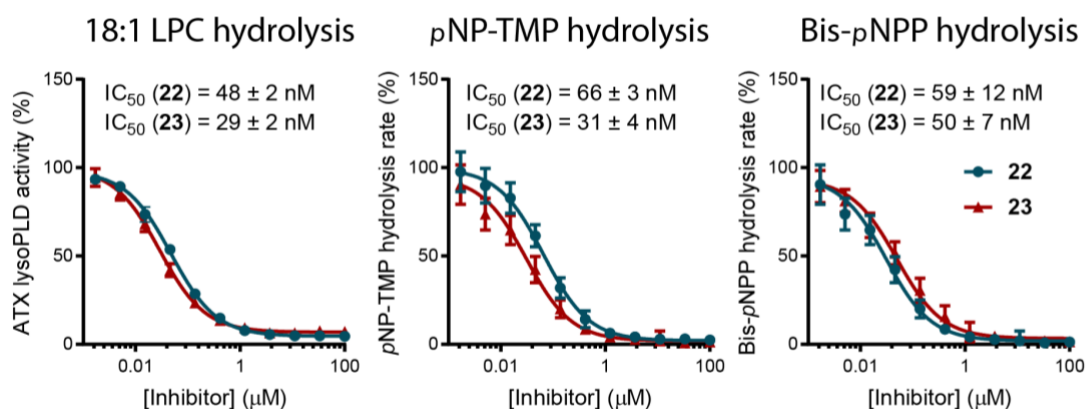 18:1 LPC hydrolysis
ATX lysoPLD activity (%)
150
100
50
0
IC50 (22) = 48 ± 2 nM
IC50 (23) = 29 ± 2 nM
0.01
1
100
[Inhibitor] (μM)
pNP-TMP hydrolysis
pNP-TMP hydrolysis rate (%)
150
100
50
0
IC50 (22) = 66 ± 3 nM
IC50 (23) = 31 ± 4 nM
0.01
1
100
[Inhibitor] (μM)
Bis-pNPP hydrolysis
Bis-pNPP hydrolysis rate (%)
150
100
50
0
IC50 (22) = 59 ± 12 nM
IC50 (23) = 50 ± 7 nM
22
23
0.01
1
100
[Inhibitor] (μM)